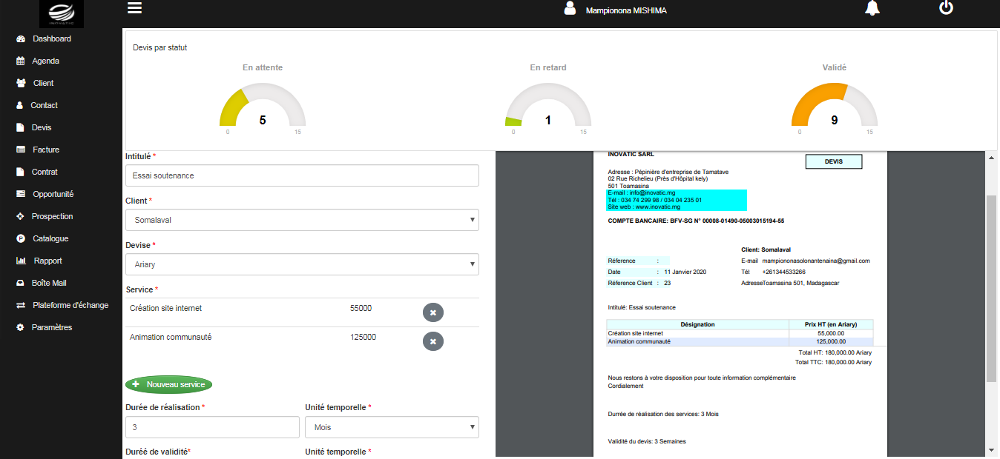 Mampionona MISHIMA
Dashboard
Agenda
Client
Contact
Devis
Facture
Contrat
Opportunité
Prospection
Catalogue
Rapport
Boîte Mail
Plateforme d'échange
Paramètres
Devis par statut
En attente
5
0 15
En retard
1
0 15
Validé
9
0 15
Intitulé *
Essai soutenance
Client *
Somalaval
Devise *
Ariary
Service *
Création site internet 55000
Animation communauté 125000
Nouveau service
Durée de réalisation * Unité temporelle *
3 Mois
Duréé de validité* Unité temporelle *
INOVATIC SARL
DEVIS
Adresse : Pépinière d'entreprise de Tamatave
02 Rue Richelieu (Près d'Hôpital kely)
501 Toamasina
E-mail : info@inovatic.mg
Tél : 034 74 299 98 / 034 04 235 01
Site web : www.inovatic.mg
COMPTE BANCAIRE: BFV-SG N° 00008-01490-05003015194-55
Client: Somalaval
Réference : E-mail mampiononasolonantenaina@gmail.com
Date : 11 Janvier 2020 Tél +261344533266
Réference Client : 23 AdresseToamasina 501, Madagascar
Intitulé: Essai soutenance
Désignation Prix HT (en Ariary)
Création site internet 55,000.00
Animation communauté 125,000.00
Total HT: 180,000.00 Ariary
Total TTC: 180,000.00 Ariary
Nous restons à votre disposition pour toute information complémentaire
Cordialement
Durrée de réalisation des services: 3 Mois
Validité du devis: 3 Semaines